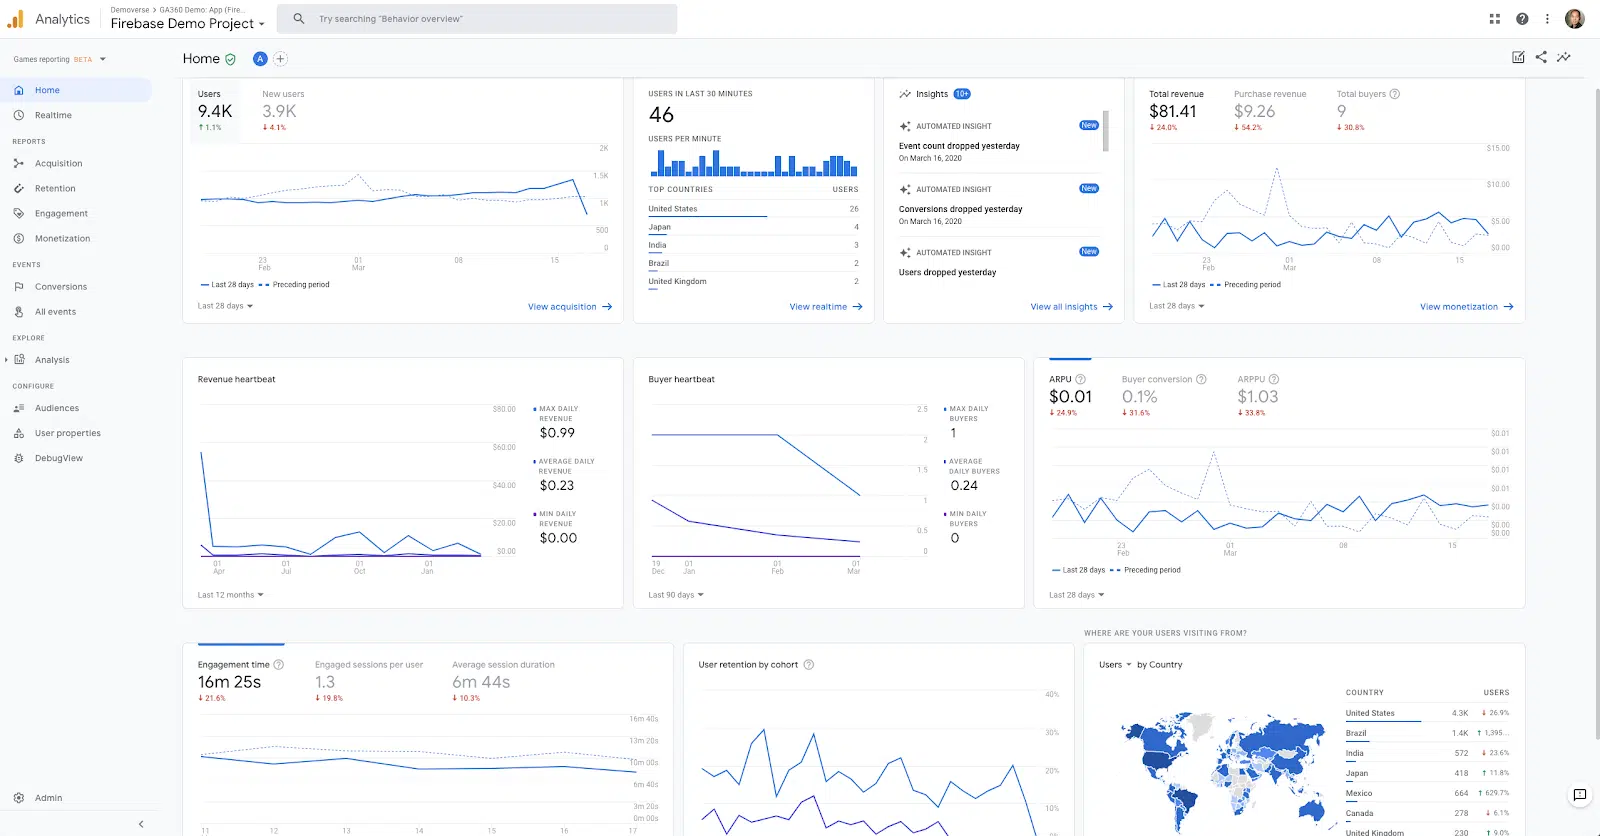 Analytics
Demoverse > GA360 Demo: App (Fire...
Firebase Demo Project
Try searching "Behavior overview"
Games reporting BETA
Home
Realtime
REPORTS
Acquisition
Retention
Engagement
Monetization
EVENTS
Conversions
All events
EXPLORE
Analysis
CONFIGURE
Audiences
User properties
DebugView
Admin
Home
A
Users
9.4K
1.1%
New users
3.9K
4.1%
2K
1.5K
1K
500
0
23 Feb
01 Mar
08
15
Last 28 days
Preceding period
Last 28 days
View acquisition
USERS IN LAST 30 MINUTES
46
USERS PER MINUTE
TOP COUNTRIES USERS
United States 26
Japan 4
India 3
Brazil 2
United Kingdom 2
View realtime
Insights 10+
AUTOMATED INSIGHT New
Event count dropped yesterday
On March 16, 2020
AUTOMATED INSIGHT New
Conversions dropped yesterday
On March 16, 2020
AUTOMATED INSIGHT New
Users dropped yesterday
View all insights
Total revenue
$81.41
24.0%
Purchase revenue
$9.26
54.2%
Total buyers
9
30.8%
$15.00
$10.00
$5.00
$0.00
23 Feb
01 Mar
08
15
Last 28 days
Preceding period
Last 28 days
View monetization
Revenue heartbeat
$80.00
$60.00
$40.00
$20.00
$0.00
01 Apr
01 Jul
01 Oct
01 Jan
MAX DAILY
REVENUE
$0.99
AVERAGE DAILY
REVENUE
$0.23
MIN DAILY
REVENUE
$0.00
Last 12 months
Buyer heartbeat
2.5
2
1.5
1
0.5
0
19 Dec
01 Jan
01 Feb
01 Mar
MAX DAILY
BUYERS
1
AVERAGE
DAILY BUYERS
0.24
MIN DAILY
BUYERS
0
Last 90 days
ARPU
$0.01
24.9%
Buyer conversion
0.1%
31.6%
ARPPU
$1.03
33.8%
$0.01
$0.01
$0.01
$0.01
$0.00
$0.00
$0.00
23 Feb
01 Mar
08
15
Last 28 days
Preceding period
Last 28 days
Engagement time
16m 25s
21.6%
Engaged sessions per user
1.3
19.8%
Average session duration
6m 44s
10.3%
16m 40s
13m 20s
10m 00s
6m 40s
3m 20s
0m 00s
11
12
13
14
15
16
17
User retention by cohort
40%
30%
20%
10%
WHERE ARE YOUR USERS VISITING FROM?
Users by Country
COUNTRY USERS
United States 4.3K 26.9%
Brazil 1.4K 1,395...
India 572 23.6%
Japan 418 11.8%
Mexico 664 629.7%
Canada 278 6.1%
United Kingdom 230 9.0%